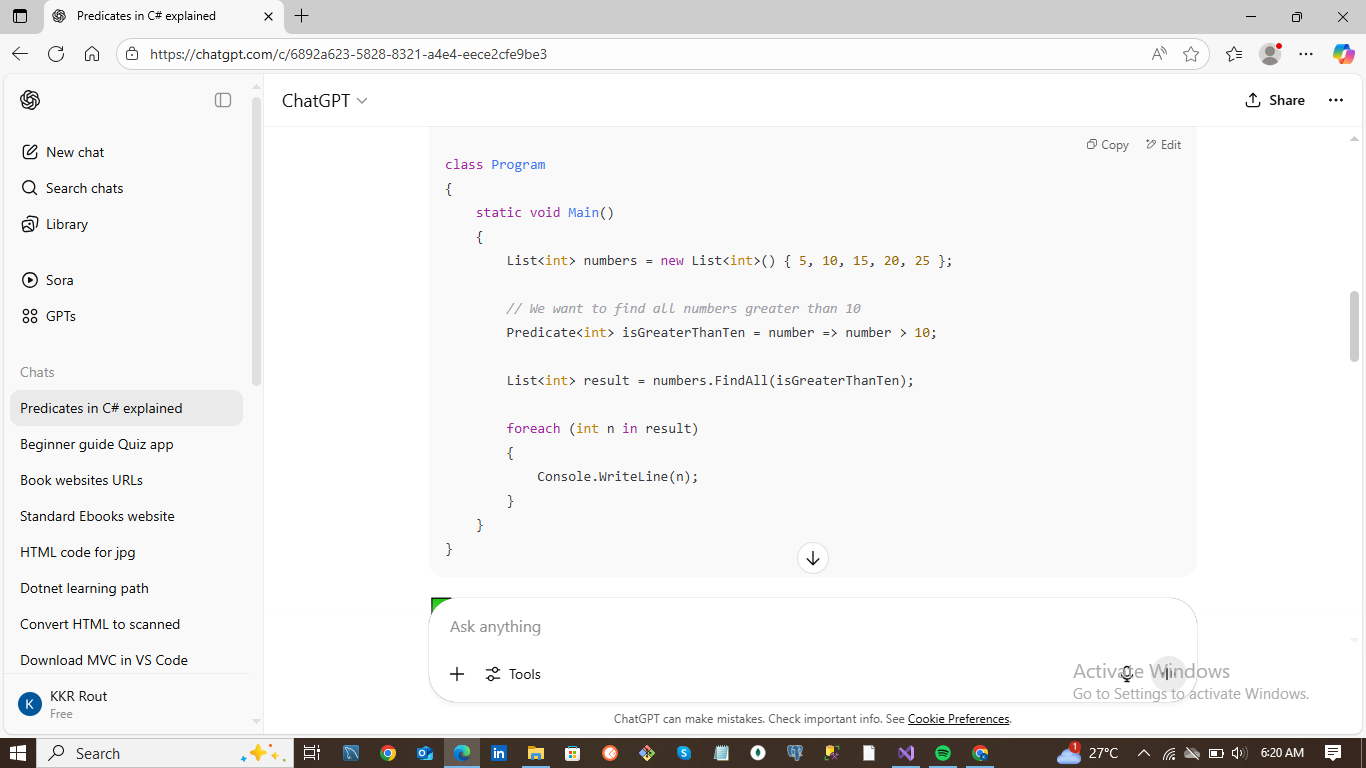 Predicates in C# explained
https://chatgpt.com/c/6892a623-5828-8321-a4e4-eece2cfe9be3
ChatGPT
Share
New chat
Search chats
Library
Sora
GPTs
Chats
Predicates in C# explained
Beginner guide Quiz app
Book websites URLs
Standard Ebooks website
HTML code for jpg
Dotnet learning path
Convert HTML to scanned
Download MVC in VS Code
K
KKR Rout
Free
Copy Edit
class Program
{
    static void Main()
    {
        List<int> numbers = new List<int>() { 5, 10, 15, 20, 25 };
        // We want to find all numbers greater than 10
        Predicate<int> isGreaterThanTen = number => number > 10;
        List<int> result = numbers.FindAll(isGreaterThanTen);
        foreach (int n in result)
        {
            Console.WriteLine(n);
        }
    }
}
Ask anything
Tools
Activate Windows
Go to Settings to activate Windows.
ChatGPT can make mistakes. Check important info. See Cookie Preferences.
Search
1
27°C
6:20 AM